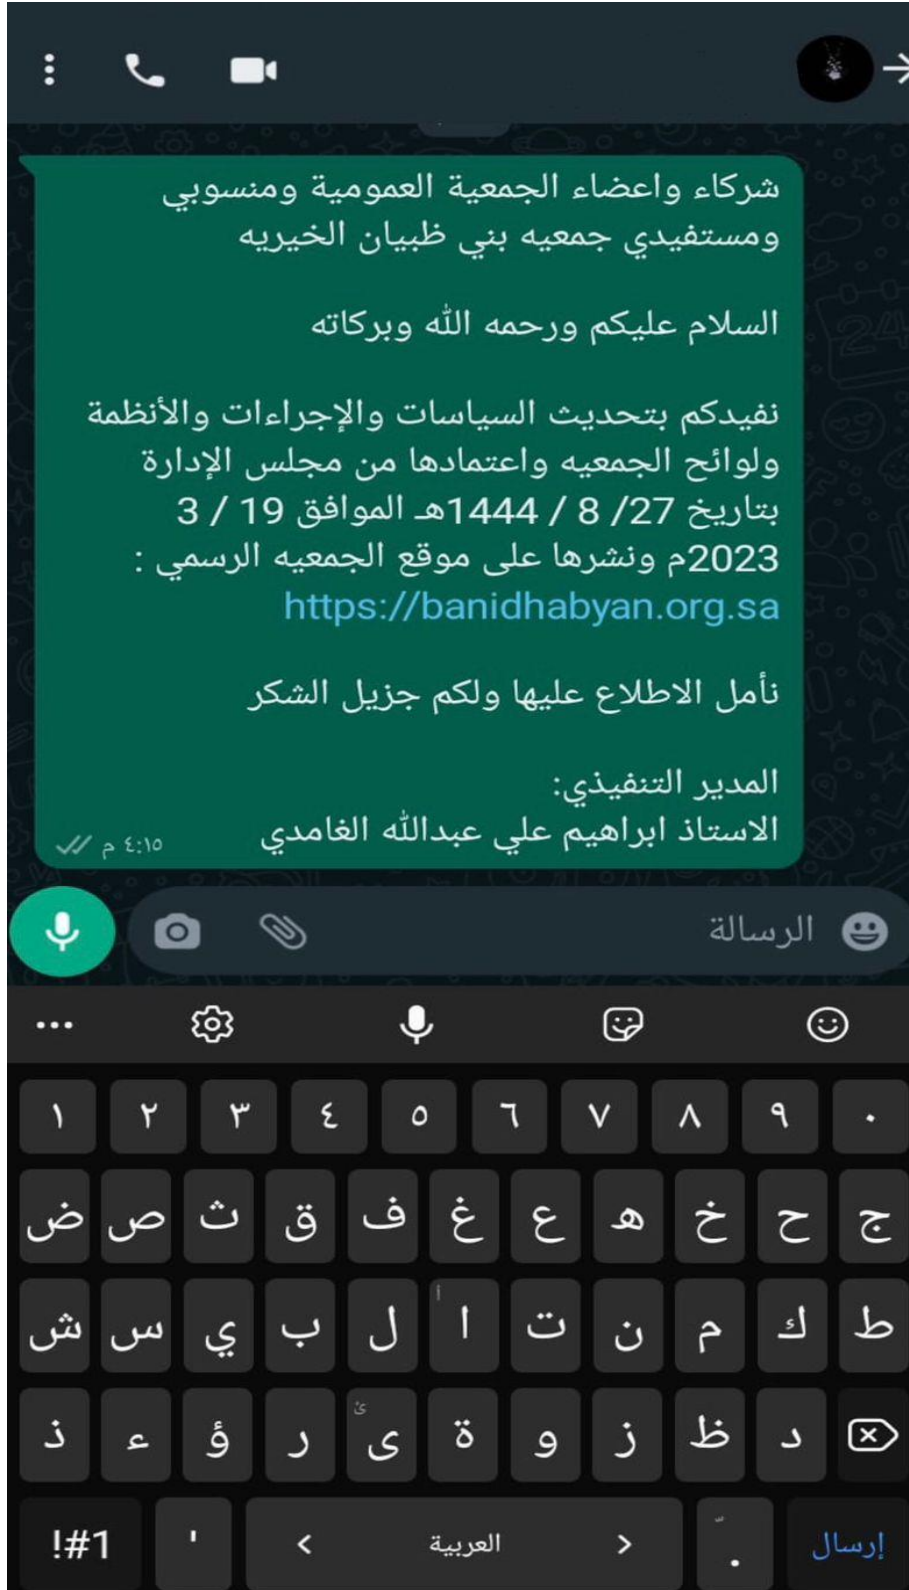 شركاء واعضاء الجمعية العمومية ومنسوبي
ومستفيدي جمعيه بني ظبيان الخيريه
السلام عليكم ورحمه الله وبركاته
نفيدكم بتحديث السياسات والإجراءات والأنظمة
ولوائح الجمعيه واعتمادها من مجلس الإدارة
بتاريخ 27/ 8 / 1444هـ الموافق 19 / 3
2023م ونشرها على موقع الجمعيه الرسمي :
https://banidhabyan.org.sa
نأمل الاطلاع عليها ولكم جزيل الشكر
المدير التنفيذي:
الاستاذ ابراهيم علي عبدالله الغامدي
٤:١٥ م
الرسالة
١ ٢ ٣ ٤ ٥ ٦ ٧ ٨ ٩ ٠
ض ص ث ق ف غ ع ه خ ح ج
ش س ي ب ل ا أ ت ن م ك ط
ذ ء ؤ ر ى ئ ة و ز ظ د
!#1 ' < العربية > . إرسال